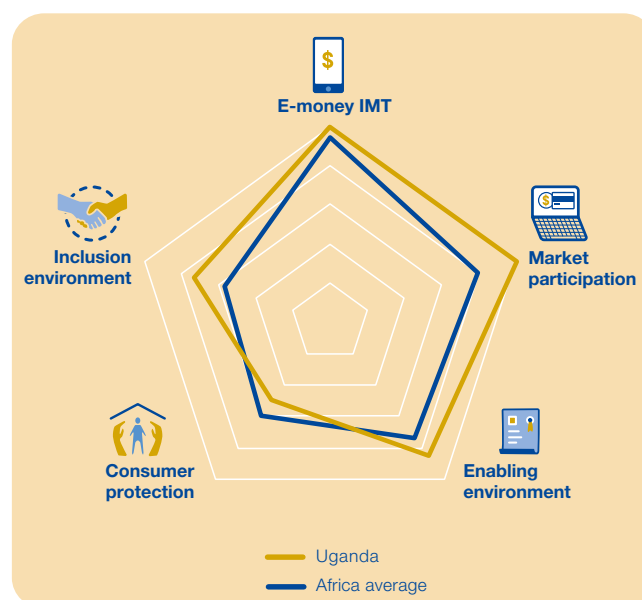 $
E-money IMT
Inclusion
environment
$
Market
participation
Consumer
protection
Enabling
environment
Uganda
Africa average